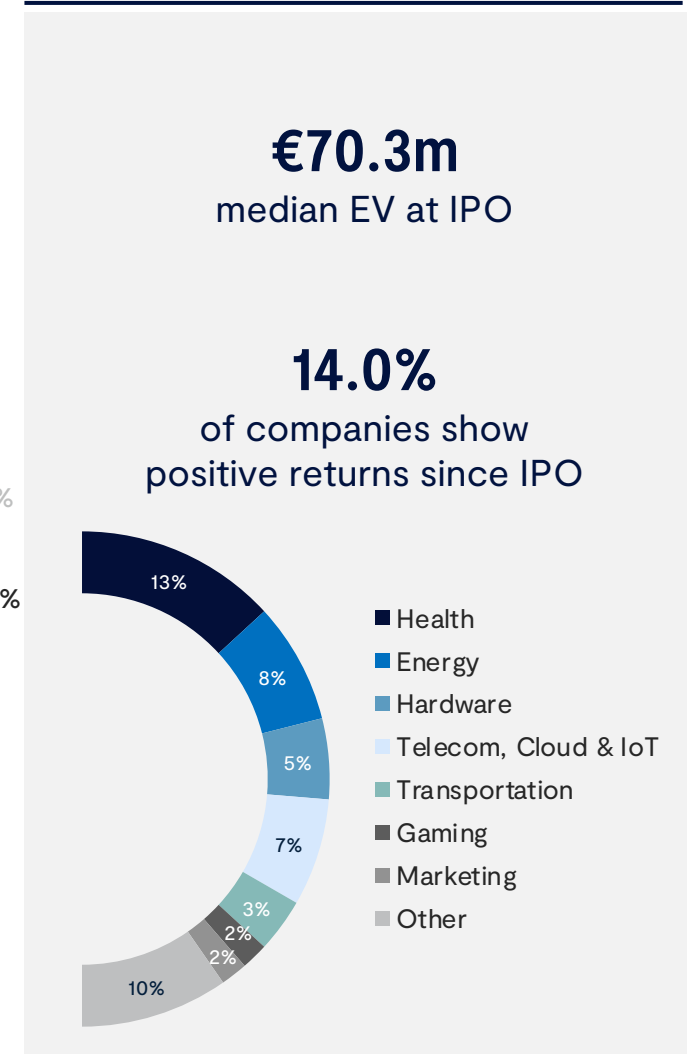 €70.3m
median EV at IPO
14.0%
of companies show
positive returns since IPO
%
%
13%
8%
5%
7%
3%
2%
2%
10%
Health
Energy
Hardware
Telecom, Cloud & IoT
Transportation
Gaming
Marketing
Other